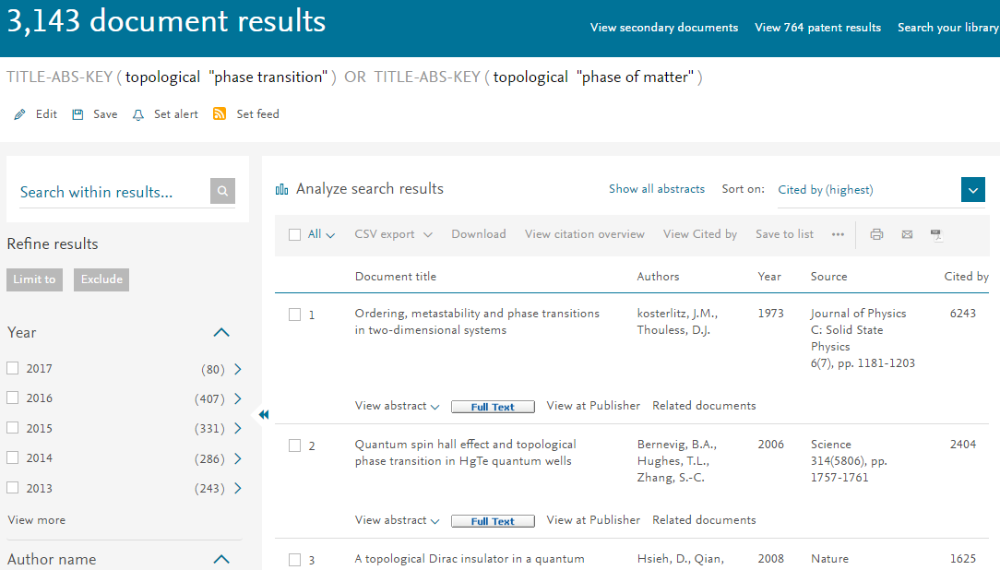 3,143 document results
View secondary documents View 764 patent results Search your library
TITLE-ABS-KEY ( topological "phase transition" ) OR TITLE-ABS-KEY ( topological "phase of matter" )
Edit Save Set alert Set feed
Search within results...
Refine results
Limit to Exclude
Year
2017 (80)
2016 (407)
2015 (331)
2014 (286)
2013 (243)
View more
Author name
Analyze search results Show all abstracts Sort on: Cited by (highest)
All CSV export Download View citation overview View Cited by Save to list •••
Document title Authors Year Source Cited by
1 Ordering, metastability and phase transitions kosterlitz, J.M., 1973 Journal of Physics 6243
in two-dimensional systems Thouless, D.J. C: Solid State
Physics
6(7), pp. 1181-1203
View abstract Full Text View at Publisher Related documents
2 Quantum spin hall effect and topological Bernevig, B.A., 2006 Science 2404
phase transition in HgTe quantum wells Hughes, T.L., 314(5806), pp.
Zhang, S.-C. 1757-1761
View abstract Full Text View at Publisher Related documents
3 A topological Dirac insulator in a quantum Hsieh, D., Qian, 2008 Nature 1625